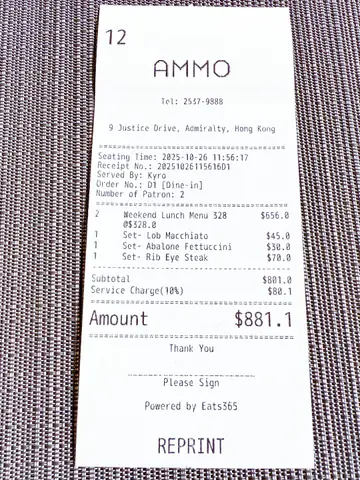 12
AMMO
Tel: 2537-9888
9 Justice Drive, Admiralty, Hong Kong
Seating Time: 2025-10-26 11:56:17
Receipt No.: 20251026115616D1
Served By: Kyro
Order No.: D1 [Dine-in]
Number of Patron: 2
2 Weekend Lunch Menu 328 $656.0
@$328.0
1 Set- Lob Macchiato $45.0
1 Set- Abalone Fettuccini $30.0
1 Set- Rib Eye Steak $70.0
Subtotal $801.0
Service Charge(10%) $80.1
Amount $881.1
Thank You
Please Sign
Powered by Eats365
REPRINT